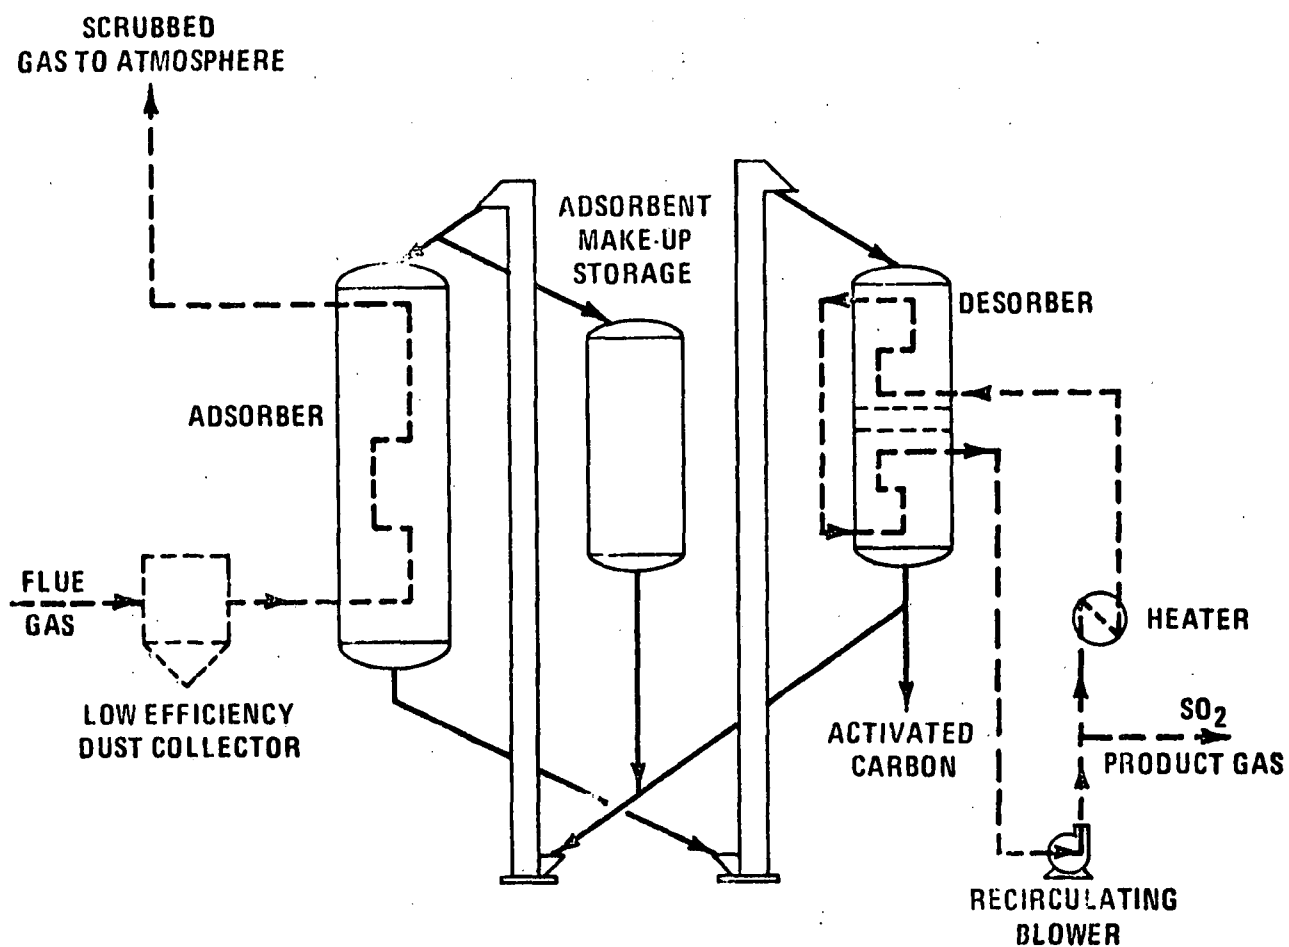 SCRUBBED
GAS TO ATMOSPHERE
ADSORBENT
MAKE-UP
STORAGE
DESORBER
ADSORBER
FLUE
GAS
HEATER
LOW EFFICIENCY
DUST COLLECTOR
ACTIVATED
CARBON
SO₂
PRODUCT GAS
RECIRCULATING
BLOWER